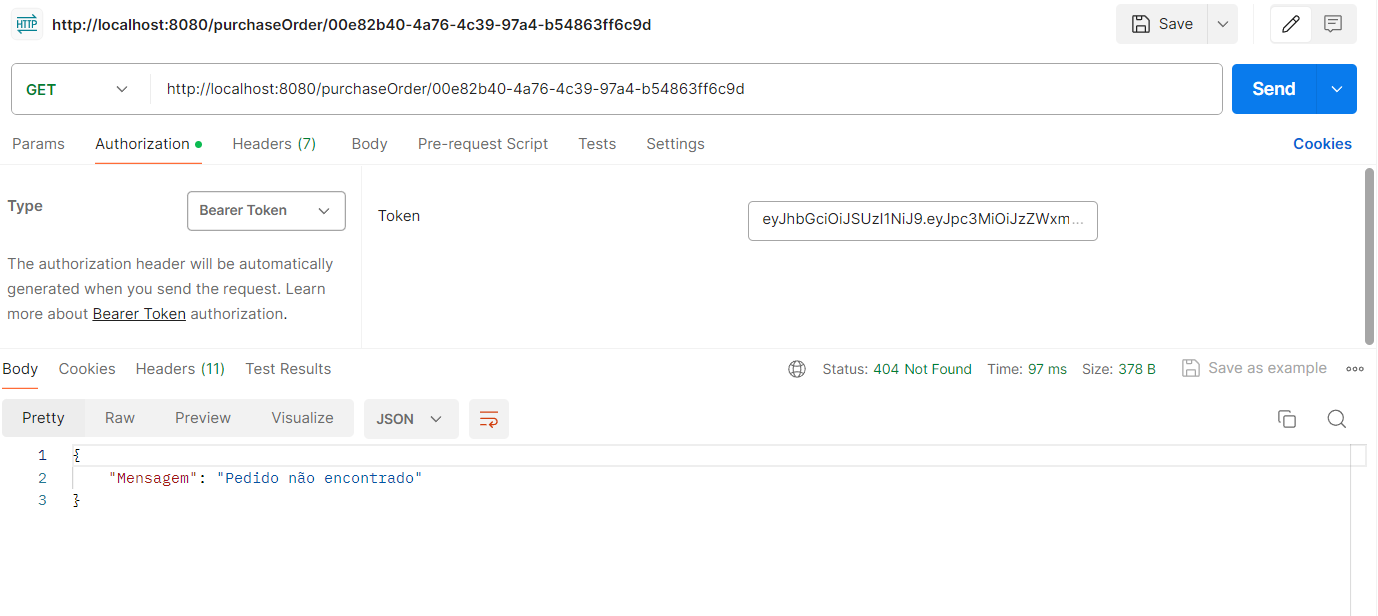 HTTP http://localhost:8080/purchaseOrder/00e82b40-4a76-4c39-97a4-b54863ff6c9d Save
GET http://localhost:8080/purchaseOrder/00e82b40-4a76-4c39-97a4-b54863ff6c9d Send
Params Authorization Headers (7) Body Pre-request Script Tests Settings Cookies
Type Bearer Token Token eyJhbGciOiJSUzI1NiJ9.eyJpc3MiOiJzZWxm...
The authorization header will be automatically
generated when you send the request. Learn
more about Bearer Token authorization.
Body Cookies Headers (11) Test Results Status: 404 Not Found Time: 97 ms Size: 378 B Save as example
Pretty Raw Preview Visualize JSON
1 {
2 "Mensagem": "Pedido não encontrado"
3 }